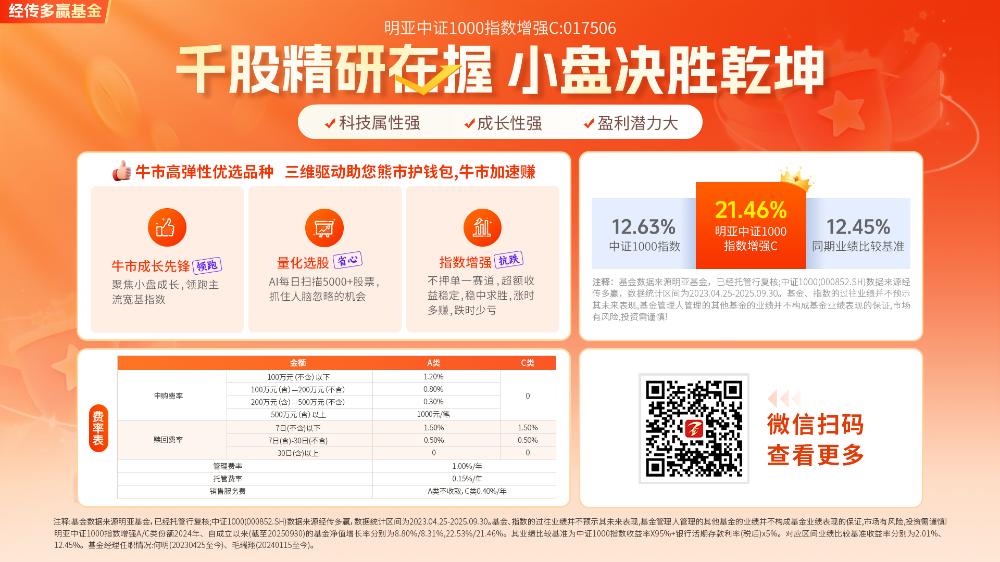 经传多赢基金
明亚中证1000指数增强C:017506
千股精研在握 小盘决胜乾坤
科技属性强 成长性强 盈利潜力大
牛市高弹性优选品种 三维驱动助您熊市护钱包,牛市加速赚
牛市成长先锋 领跑
聚焦小盘成长,领跑主
流宽基指数
量化选股 省心
AI每日扫描5000+股票,
抓住人脑忽略的机会
指数增强 抗跌
不押单一赛道,超额收
益稳定,稳中求胜,涨时
多赚,跌时少亏
12.63%
中证1000指数
21.46%
明亚中证1000
指数增强C
12.45%
同期业绩比较基准
注释：基金数据来源明亚基金，已经托管行复核;中证1000(000852.SH)数据来源经
传多赢，数据统计区间为2023.04.25-2025.09.30。基金、指数的过往业绩并不预示
其未来表现,基金管理人管理的其他基金的业绩并不构成基金业绩表现的保证,市场
有风险,投资需谨慎!
费率表
金额 A类 C类
申购费率 100万元（不含）以下 1.20% 0
100万元（含）—200万元（不含） 0.80%
200万元（含）—500万元（不含） 0.30%
500万元（含）以上 1000元/笔
赎回费率 7日(不含)以下 1.50% 1.50%
7日(含)-30日(不含) 0.50% 0.50%
30日(含)以上 0 0
管理费率 1.00%/年
托管费率 0.15%/年
销售服务费 A类不收取，C类0.40%/年
微信扫码
查看更多
注释:基金数据来源明亚基金，已经托管行复核;中证1000(000852.SH)数据来源经传多赢，数据统计区间为2023.04.25-2025.09.30。基金、指数的过往业绩并不预示其未来表现,基金管理人管理的其他基金的业绩并不构成基金业绩表现的保证,市场有风险,投资需谨慎!
明亚中证1000指数增强A/C类份额2024年、自成立以来(截至20250930)的基金净值增长率分别为8.80%/8.31%,22.53%/21.46%。其业绩比较基准为中证1000指数收益率X95%+银行活期存款利率(税后)x5%。对应区间业绩比较基准收益率分别为2.01%、
12.45%。基金经理任职情况:何明(20230425至今)、毛瑞翔(20240115至今)。